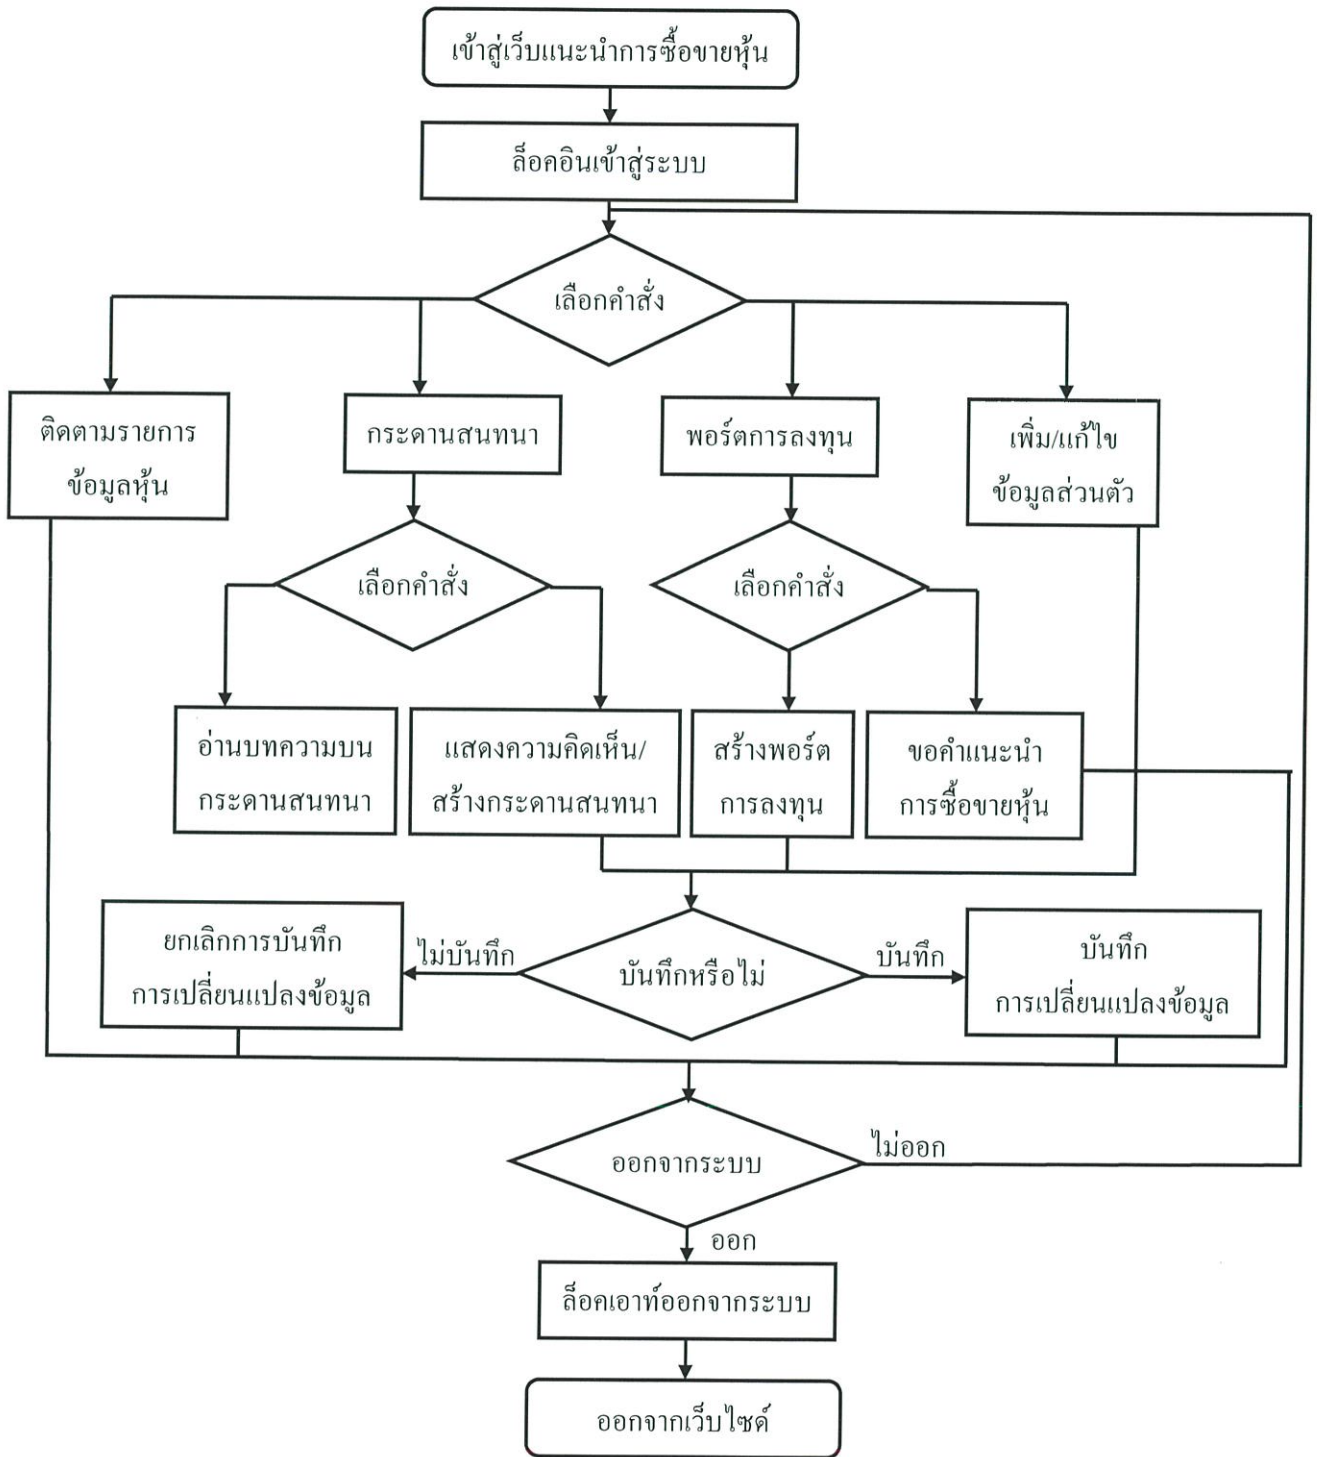 เข้าสู่เว็บแนะนำการซื้อขายหุ้น
ล็อคอินเข้าสู่ระบบ
เลือกคำสั่ง
ติดตามรายการ
ข้อมูลหุ้น
กระดานสนทนา
พอร์ตการลงทุน
เพิ่ม/แก้ไข
ข้อมูลส่วนตัว
เลือกคำสั่ง
เลือกคำสั่ง
อ่านบทความบน
กระดานสนทนา
แสดงความคิดเห็น/
สร้างกระดานสนทนา
สร้างพอร์ต
การลงทุน
ขอคำแนะนำ
การซื้อขายหุ้น
ยกเลิกการบันทึก
การเปลี่ยนแปลงข้อมูล
ไม่บันทึก
บันทึกหรือไม่
บันทึก
บันทึก
การเปลี่ยนแปลงข้อมูล
ออกจากระบบ
ไม่ออก
ออก
ล็อคเอาท์ออกจากระบบ
ออกจากเว็บไซด์